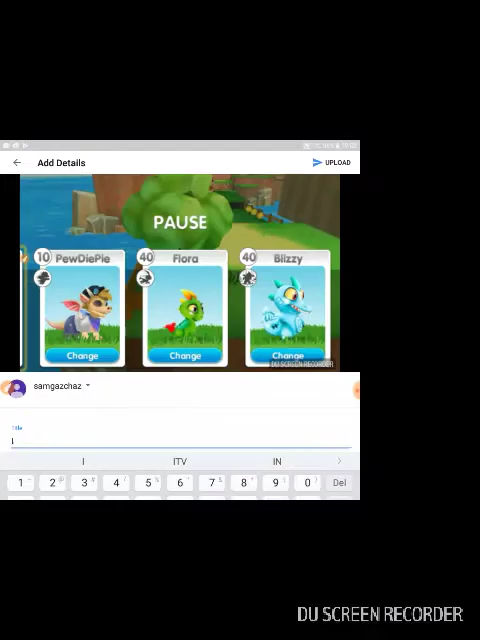 Add Details
UPLOAD
PAUSE
10 PewDiePie
40 Flora
40 Blizzy
Change
Change
Change
DU SCREEN RECORDER
samgazchaz
Title
I
I ITV IN
1 2 3 4 5 6 7 8 9 0 Del
DU SCREEN RECORDER